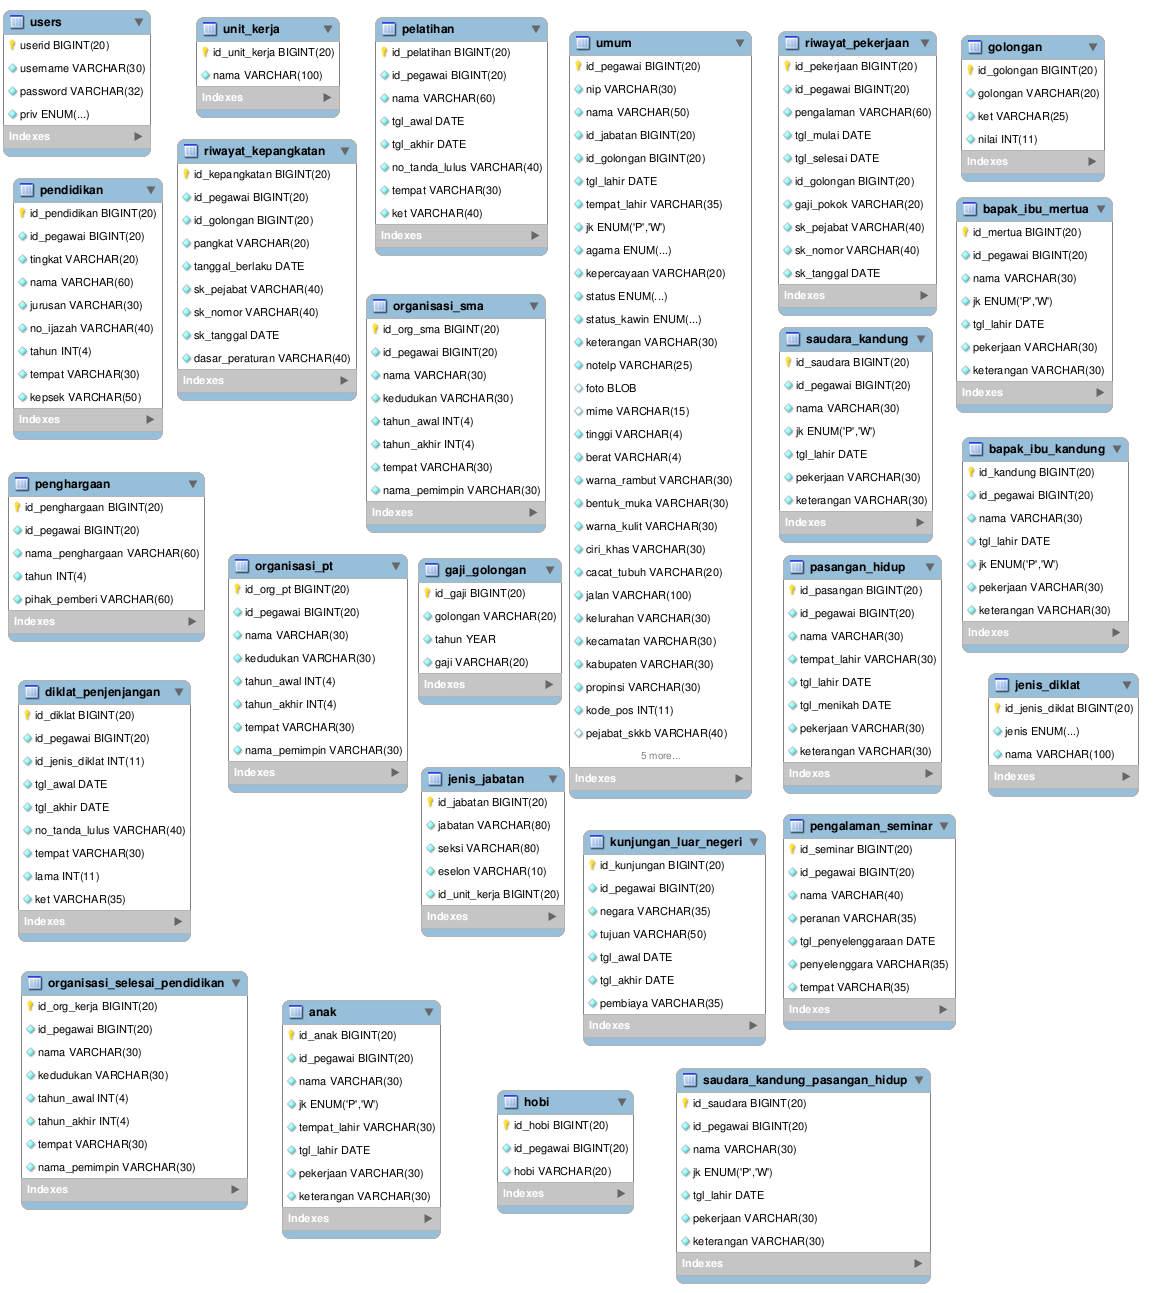 users
userid BIGINT(20)
username VARCHAR(30)
password VARCHAR(32)
priv ENUM(...)
Indexes
unit_kerja
id_unit_kerja BIGINT(20)
nama VARCHAR(100)
Indexes
pelatihan
id_pelatihan BIGINT(20)
id_pegawai BIGINT(20)
nama VARCHAR(60)
tgl_awal DATE
tgl_akhir DATE
no_tanda_lulus VARCHAR(40)
tempat VARCHAR(30)
ket VARCHAR(40)
Indexes
umum
id_pegawai BIGINT(20)
nip VARCHAR(30)
nama VARCHAR(50)
id_jabatan BIGINT(20)
id_golongan BIGINT(20)
tgl_lahir DATE
tempat_lahir VARCHAR(35)
jk ENUM('P','W')
agama ENUM(...)
kepercayaan VARCHAR(20)
status ENUM(...)
status_kawin ENUM(...)
keterangan VARCHAR(30)
notelp VARCHAR(25)
foto BLOB
mime VARCHAR(15)
tinggi VARCHAR(4)
berat VARCHAR(4)
warna_rambut VARCHAR(30)
bentuk_muka VARCHAR(30)
warna_kulit VARCHAR(30)
ciri_khas VARCHAR(30)
cacat_tubuh VARCHAR(20)
jalan VARCHAR(100)
kelurahan VARCHAR(30)
kecamatan VARCHAR(30)
kabupaten VARCHAR(30)
propinsi VARCHAR(30)
kode_pos INT(11)
pejabat_skkb VARCHAR(40)
5 more...
Indexes
riwayat_pekerjaan
id_pekerjaan BIGINT(20)
id_pegawai BIGINT(20)
pengalaman VARCHAR(60)
tgl_mulai DATE
tgl_selesai DATE
id_golongan BIGINT(20)
gaji_pokok VARCHAR(20)
sk_pejabat VARCHAR(40)
sk_nomor VARCHAR(40)
sk_tanggal DATE
Indexes
golongan
id_golongan BIGINT(20)
golongan VARCHAR(20)
ket VARCHAR(25)
nilai INT(11)
Indexes
pendidikan
id_pendidikan BIGINT(20)
id_pegawai BIGINT(20)
tingkat VARCHAR(20)
nama VARCHAR(60)
jurusan VARCHAR(30)
no_ijazah VARCHAR(40)
tahun INT(4)
tempat VARCHAR(30)
kepsek VARCHAR(50)
Indexes
riwayat_kepangkatan
id_kepangkatan BIGINT(20)
id_pegawai BIGINT(20)
id_golongan BIGINT(20)
pangkat VARCHAR(20)
tanggal_berlaku DATE
sk_pejabat VARCHAR(40)
sk_nomor VARCHAR(40)
sk_tanggal DATE
dasar_peraturan VARCHAR(40)
Indexes
organisasi_sma
id_org_sma BIGINT(20)
id_pegawai BIGINT(20)
nama VARCHAR(30)
kedudukan VARCHAR(30)
tahun_awal INT(4)
tahun_akhir INT(4)
tempat VARCHAR(30)
nama_pemimpin VARCHAR(30)
Indexes
bapak_ibu_mertua
id_mertua BIGINT(20)
id_pegawai BIGINT(20)
nama VARCHAR(30)
jk ENUM('P','W')
tgl_lahir DATE
pekerjaan VARCHAR(30)
keterangan VARCHAR(30)
Indexes
saudara_kandung
id_saudara BIGINT(20)
id_pegawai BIGINT(20)
nama VARCHAR(30)
jk ENUM('P','W')
tgl_lahir DATE
pekerjaan VARCHAR(30)
keterangan VARCHAR(30)
Indexes
bapak_ibu_kandung
id_kandung BIGINT(20)
id_pegawai BIGINT(20)
nama VARCHAR(30)
tgl_lahir DATE
jk ENUM('P','W')
pekerjaan VARCHAR(30)
keterangan VARCHAR(30)
Indexes
penghargaan
id_penghargaan BIGINT(20)
id_pegawai BIGINT(20)
nama_penghargaan VARCHAR(60)
tahun INT(4)
pihak_pemberi VARCHAR(60)
Indexes
organisasi_pt
id_org_pt BIGINT(20)
id_pegawai BIGINT(20)
nama VARCHAR(30)
kedudukan VARCHAR(30)
tahun_awal INT(4)
tahun_akhir INT(4)
tempat VARCHAR(30)
nama_pemimpin VARCHAR(30)
Indexes
gaji_golongan
id_gaji BIGINT(20)
golongan VARCHAR(20)
tahun YEAR
gaji VARCHAR(20)
Indexes
pasangan_hidup
id_pasangan BIGINT(20)
id_pegawai BIGINT(20)
nama VARCHAR(30)
tempat_lahir VARCHAR(30)
tgl_lahir DATE
tgl_menikah DATE
pekerjaan VARCHAR(30)
keterangan VARCHAR(30)
Indexes
jenis_diklat
id_jenis_diklat BIGINT(20)
jenis ENUM(...)
nama VARCHAR(100)
Indexes
diklat_penjenjangan
id_diklat BIGINT(20)
id_pegawai BIGINT(20)
id_jenis_diklat INT(11)
tgl_awal DATE
tgl_akhir DATE
no_tanda_lulus VARCHAR(40)
tempat VARCHAR(30)
lama INT(11)
ket VARCHAR(35)
Indexes
jenis_jabatan
id_jabatan BIGINT(20)
jabatan VARCHAR(80)
seksi VARCHAR(80)
eselon VARCHAR(10)
id_unit_kerja BIGINT(20)
Indexes
kunjungan_luar_negeri
id_kunjungan BIGINT(20)
id_pegawai BIGINT(20)
negara VARCHAR(35)
tujuan VARCHAR(50)
tgl_awal DATE
tgl_akhir DATE
pembiaya VARCHAR(35)
Indexes
pengalaman_seminar
id_seminar BIGINT(20)
id_pegawai BIGINT(20)
nama VARCHAR(40)
peranan VARCHAR(35)
tgl_penyelenggaraan DATE
penyelenggara VARCHAR(35)
tempat VARCHAR(35)
Indexes
organisasi_selesai_pendidikan
id_org_kerja BIGINT(20)
id_pegawai BIGINT(20)
nama VARCHAR(30)
kedudukan VARCHAR(30)
tahun_awal INT(4)
tahun_akhir INT(4)
tempat VARCHAR(30)
nama_pemimpin VARCHAR(30)
Indexes
anak
id_anak BIGINT(20)
id_pegawai BIGINT(20)
nama VARCHAR(30)
jk ENUM('P','W')
tempat_lahir VARCHAR(30)
tgl_lahir DATE
pekerjaan VARCHAR(30)
keterangan VARCHAR(30)
Indexes
hobi
id_hobi BIGINT(20)
id_pegawai BIGINT(20)
hobi VARCHAR(20)
Indexes
saudara_kandung_pasangan_hidup
id_saudara BIGINT(20)
id_pegawai BIGINT(20)
nama VARCHAR(30)
jk ENUM('P','W')
tgl_lahir DATE
pekerjaan VARCHAR(30)
keterangan VARCHAR(30)
Indexes